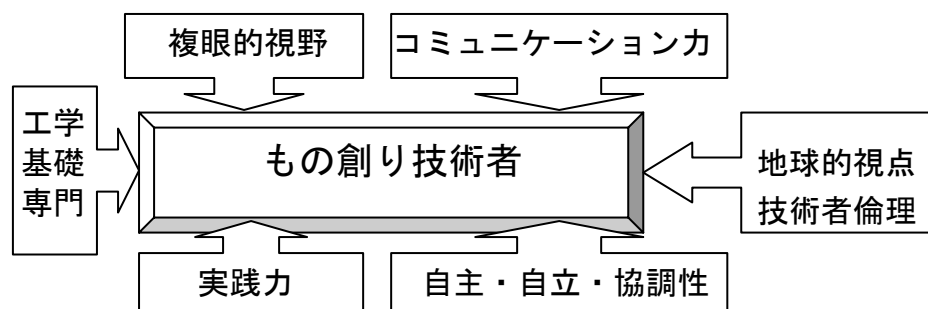 複眼的視野
コミュニケーション力
工学
基礎
専門
もの創り技術者
地球的視点
技術者倫理
実践力
自主・自立・協調性